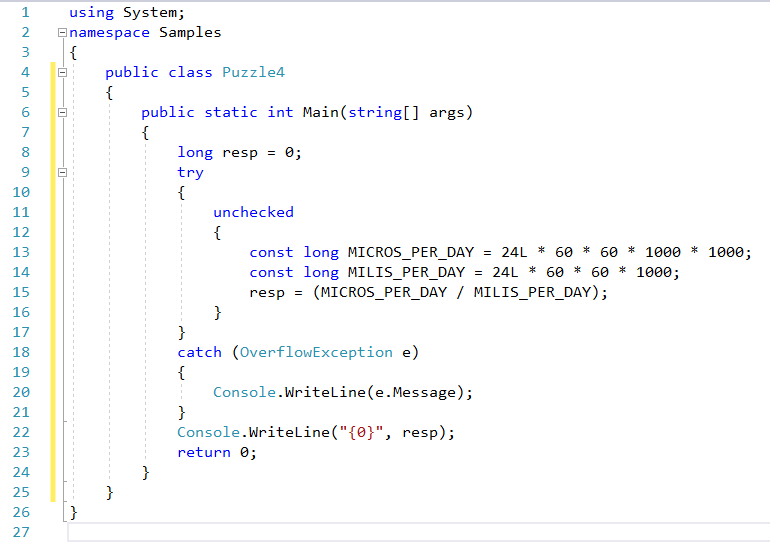 1 using System;
2 namespace Samples
3 {
4 public class Puzzle4
5 {
6 public static int Main(string[] args)
7 {
8 long resp = 0;
9 try
10 {
11 unchecked
12 {
13 const long MICROS_PER_DAY = 24L * 60 * 60 * 1000 * 1000;
14 const long MILIS_PER_DAY = 24L * 60 * 60 * 1000;
15 resp = (MICROS_PER_DAY / MILIS_PER_DAY);
16 }
17 }
18 catch (OverflowException e)
19 {
20 Console.WriteLine(e.Message);
21 }
22 Console.WriteLine("{0}", resp);
23 return 0;
24 }
25 }
26 }
27